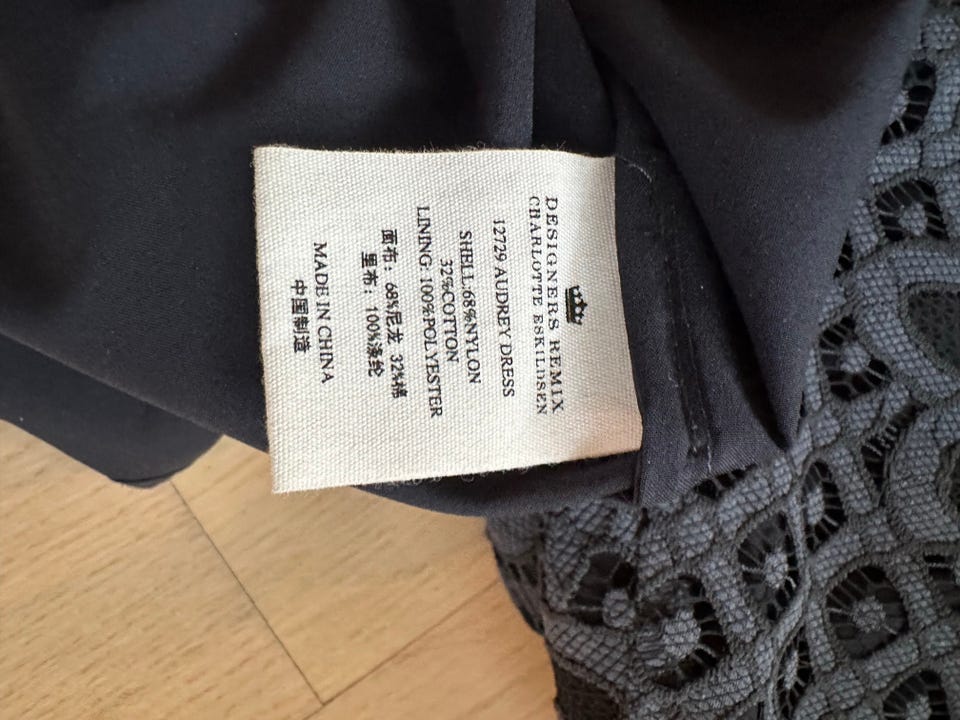 DESIGNERS REMIX
CHARLOTTE ESKILDSEN
12729 AUDREY DRESS
SHELL:68%NYLON
32%COTTON
LINING: 100%POLYESTER
面布：68%尼龙 32%棉
里布：100%涤纶
MADE IN CHINA
中国制造